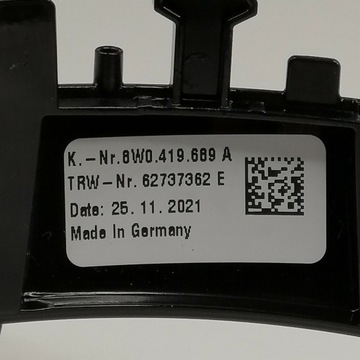 K.-Nr.8W0.419.689 A
TRW-Nr. 62737362 E
Date: 25. 11. 2021
Made In Germany